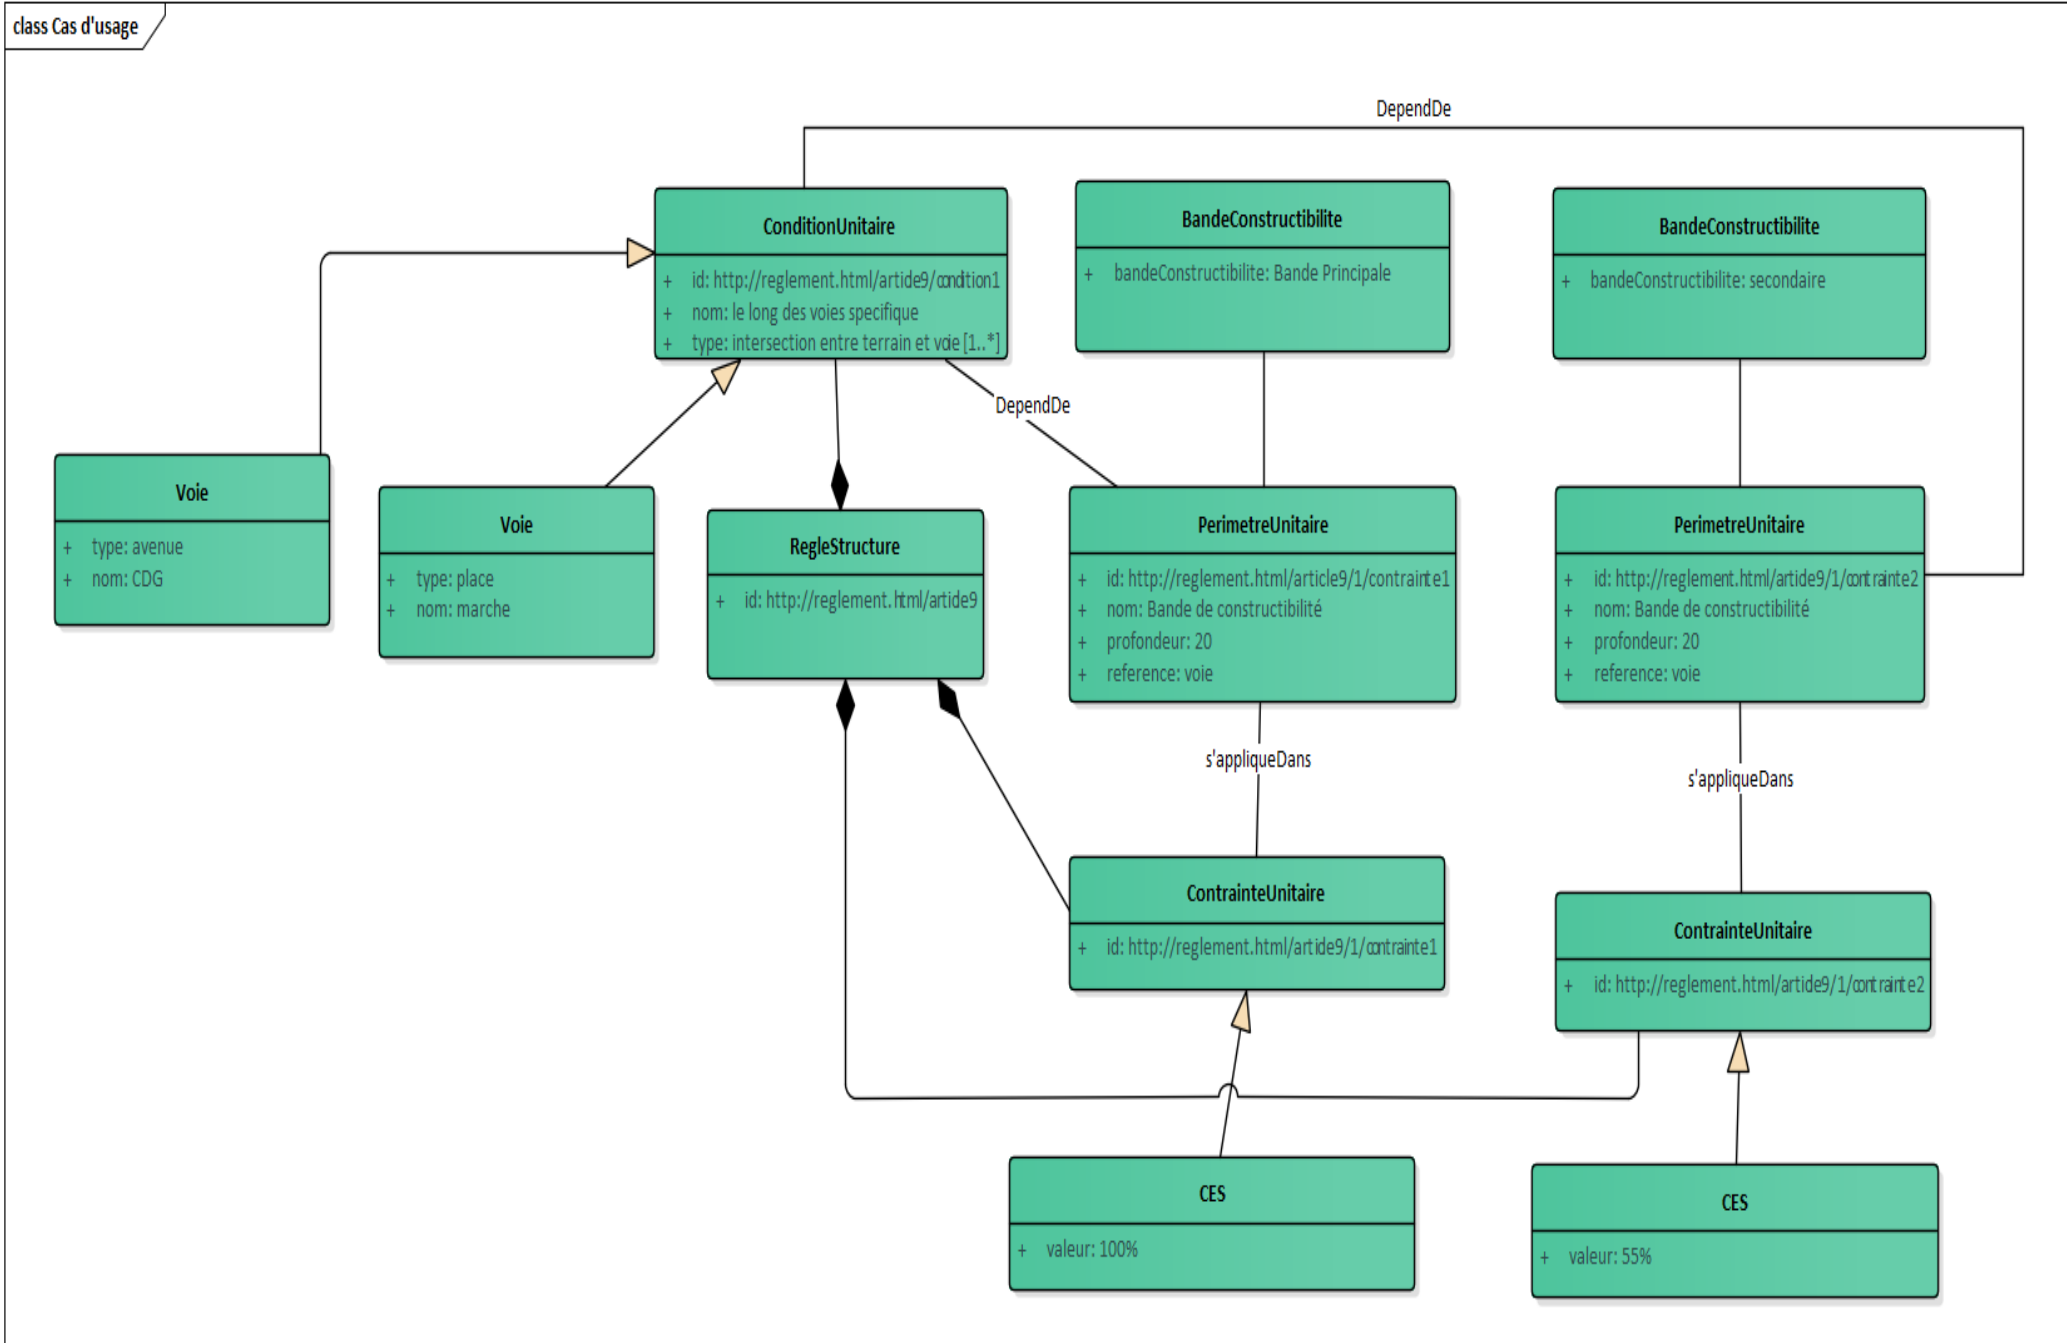 class Cas d'usage
DependDe
ConditionUnitaire
+ id: http://reglement.html/article9/condition1
+ nom: le long des voies specifique
+ type: intersection entre terrain et voie [1..*]
BandeConstructibilite
+ bandeConstructibilite: Bande Principale
BandeConstructibilite
+ bandeConstructibilite: secondaire
DependDe
Voie
+ type: avenue
+ nom: CDG
Voie
+ type: place
+ nom: marche
RegleStructure
+ id: http://reglement.html/article9
PerimetreUnitaire
+ id: http://reglement.html/article9/1/contrainte1
+ nom: Bande de constructibilité
+ profondeur: 20
+ reference: voie
PerimetreUnitaire
+ id: http://reglement.html/article9/1/contrainte2
+ nom: Bande de constructibilité
+ profondeur: 20
+ reference: voie
s'appliqueDans
s'appliqueDans
ContrainteUnitaire
+ id: http://reglement.html/article9/1/contrainte1
ContrainteUnitaire
+ id: http://reglement.html/article9/1/contrainte2
CES
+ valeur: 100%
CES
+ valeur: 55%